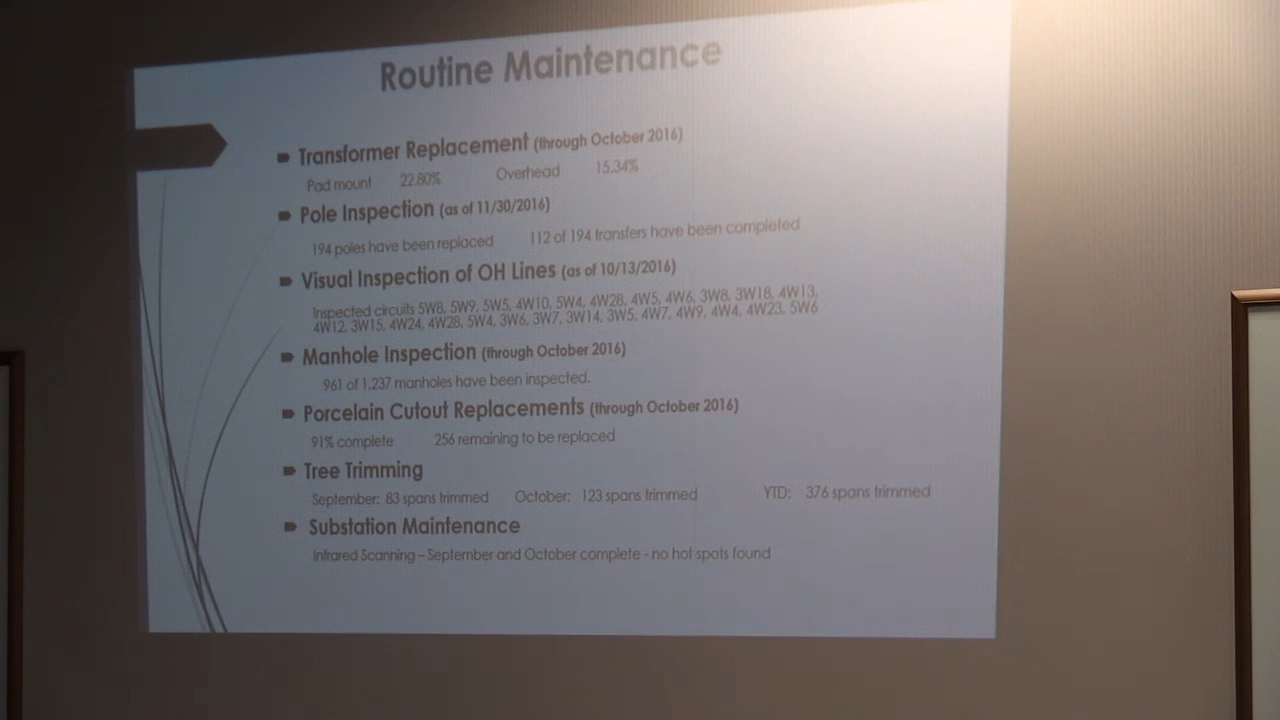 Routine Maintenance
Transformer Replacement (through October 2016)
Pad mount 22.80% Overhead 15.34%
Pole Inspection (as of 11/30/2016)
194 poles have been replaced 112 of 194 transfers have been completed
Visual Inspection of OH Lines (as of 10/13/2016)
Inspected circuits 5W8, 5W9, 5W5, 4W10, 5W4, 4W28, 4W5, 4W6, 3W8, 3W18, 4W13,
4W12, 3W15, 4W24, 4W28, 5W4, 3W6, 3W7, 3W14, 3W5, 4W7, 4W9, 4W4, 4W23, 5W6
Manhole Inspection (through October 2016)
961 of 1,237 manholes have been inspected.
Porcelain Cutout Replacements (through October 2016)
91% complete 256 remaining to be replaced
Tree Trimming
September: 83 spans trimmed October: 123 spans trimmed YTD: 376 spans trimmed
Substation Maintenance
Infrared Scanning – September and October complete - no hot spots found